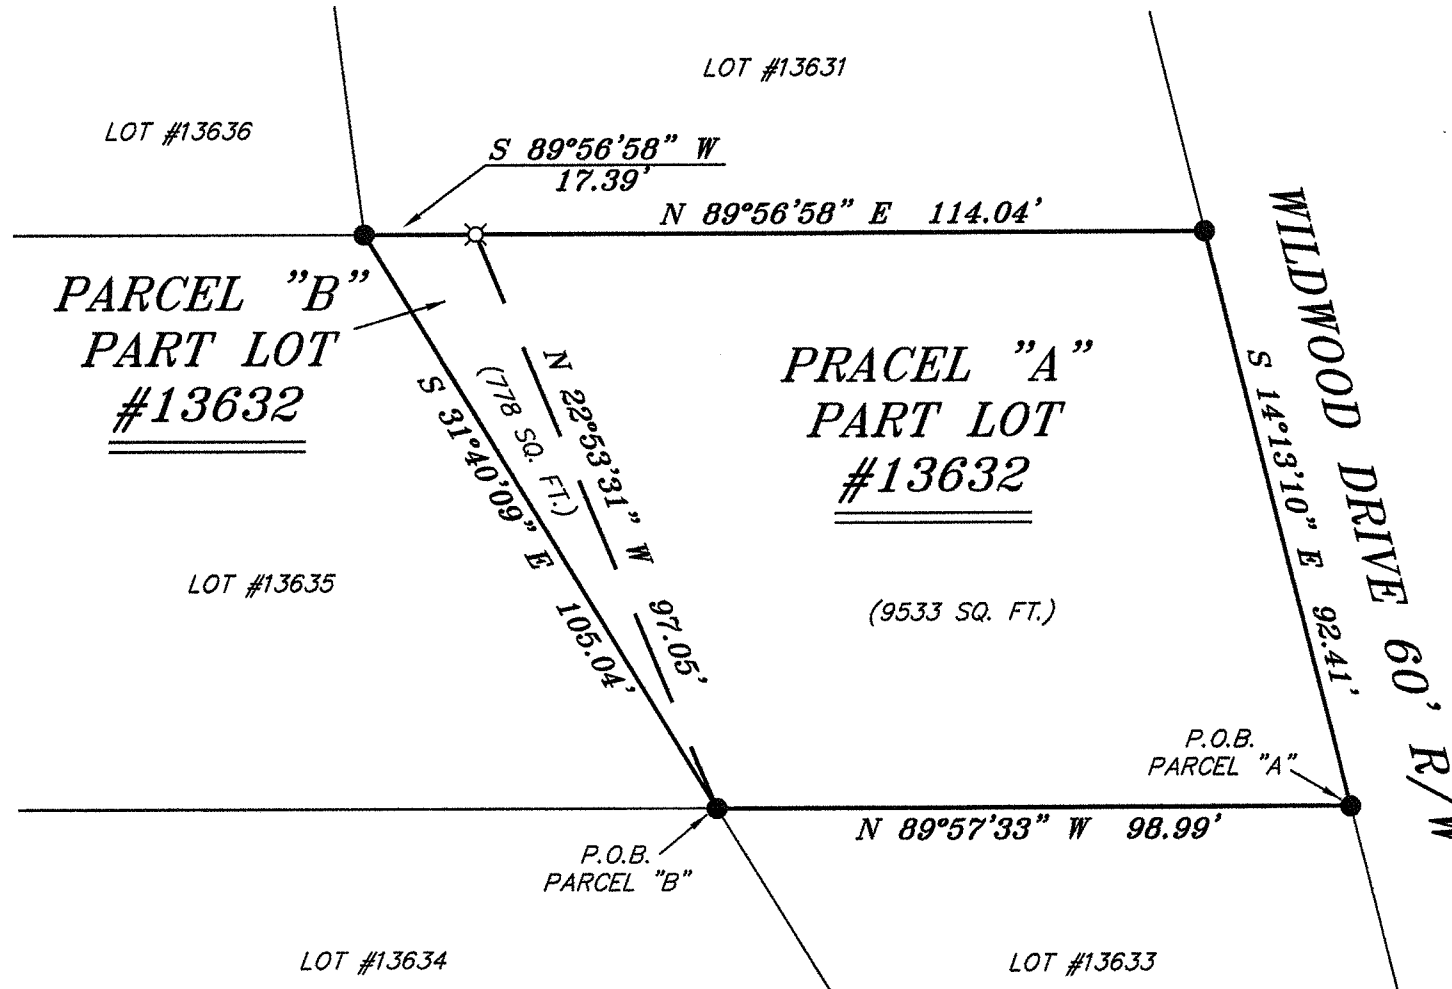 LOT #13631
LOT #13636
S 89°56'58" W
17.39'
N 89°56'58" E 114.04'
PARCEL "B"
PART LOT
#13632
N 22°53'31" W 97.05'
(778 SQ. FT.)
S 31°40'09" E 105.04'
PRACEL "A"
PART LOT
#13632
(9533 SQ. FT.)
S 14°13'10" E 92.41'
WILDWOOD DRIVE 60' R/W
LOT #13635
P.O.B.
PARCEL "A"
N 89°57'33" W 98.99'
P.O.B.
PARCEL "B"
LOT #13634
LOT #13633